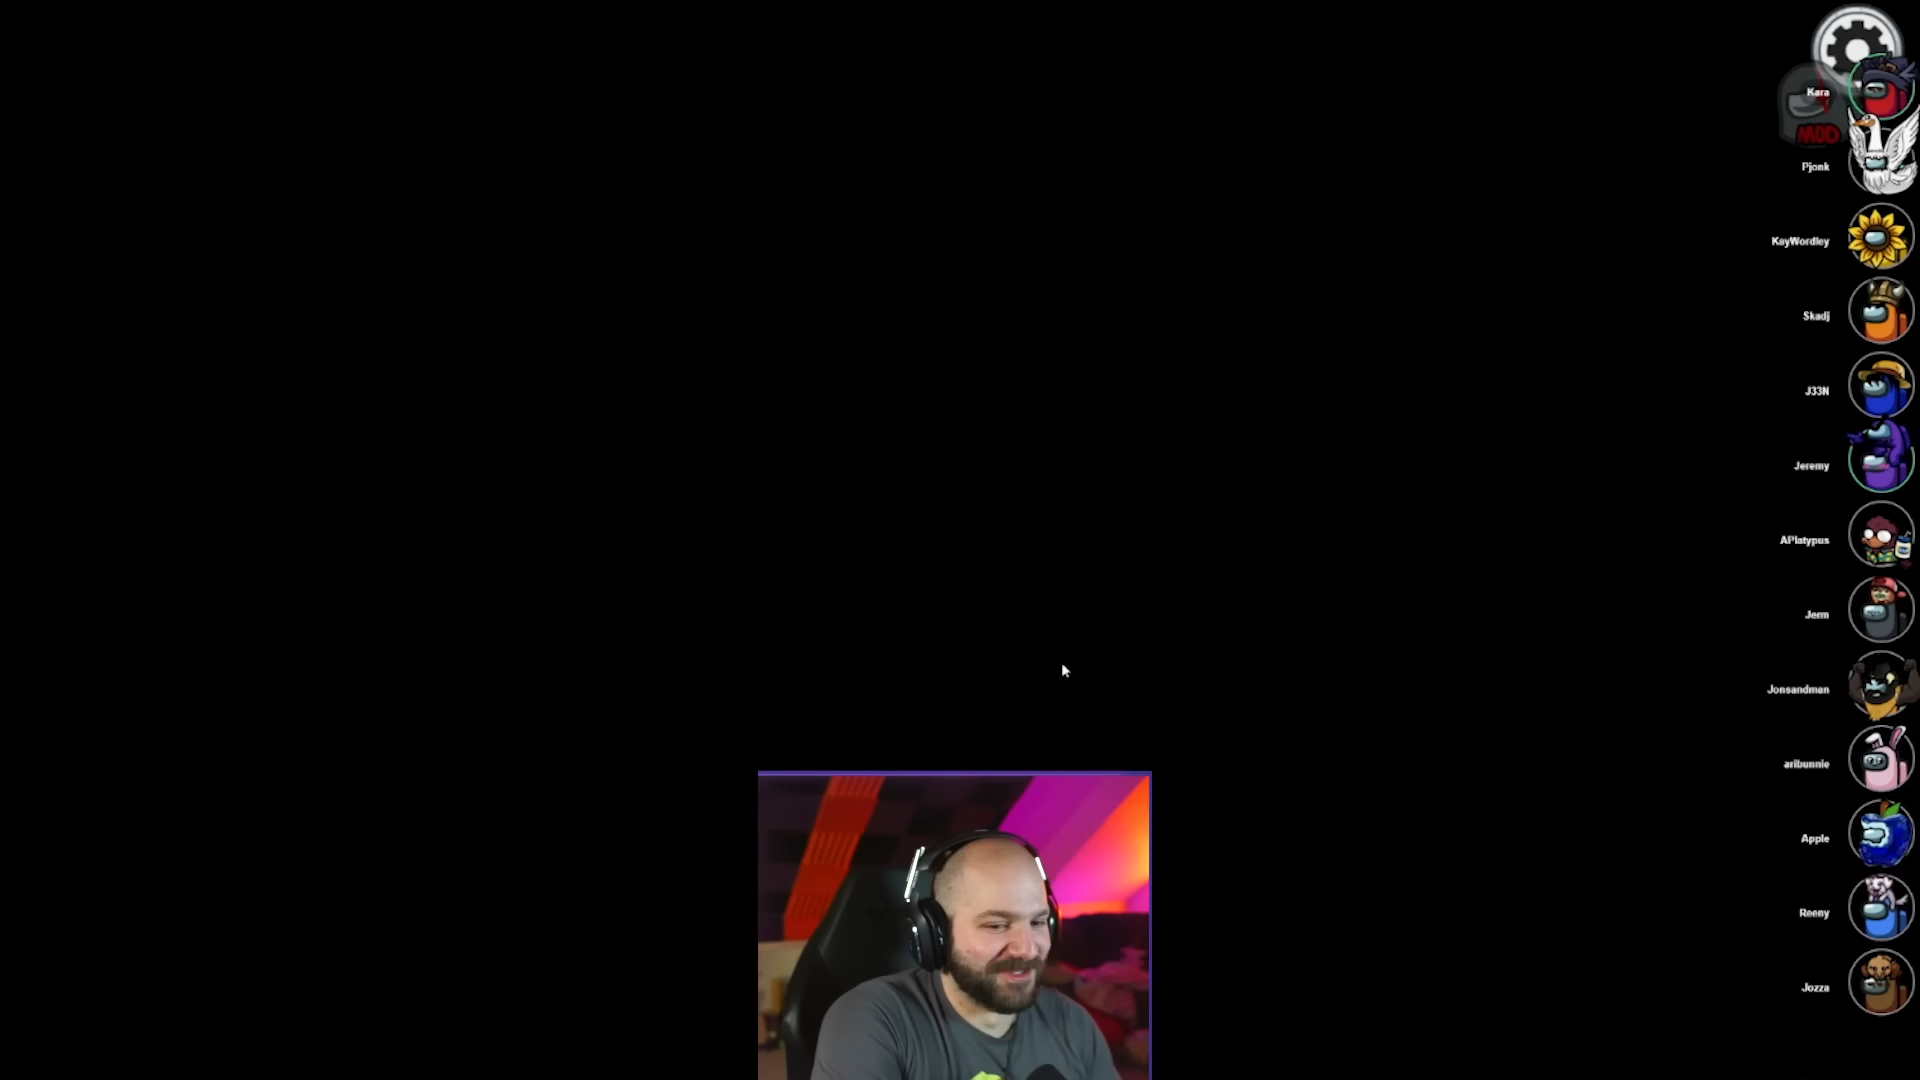 Kara
MOD
Pjonk
KayWordley
Skadj
J33N
Jeremy
APlatypus
Jerm
Jonsandman
aribunnie
Apple
Reeny
Jozza